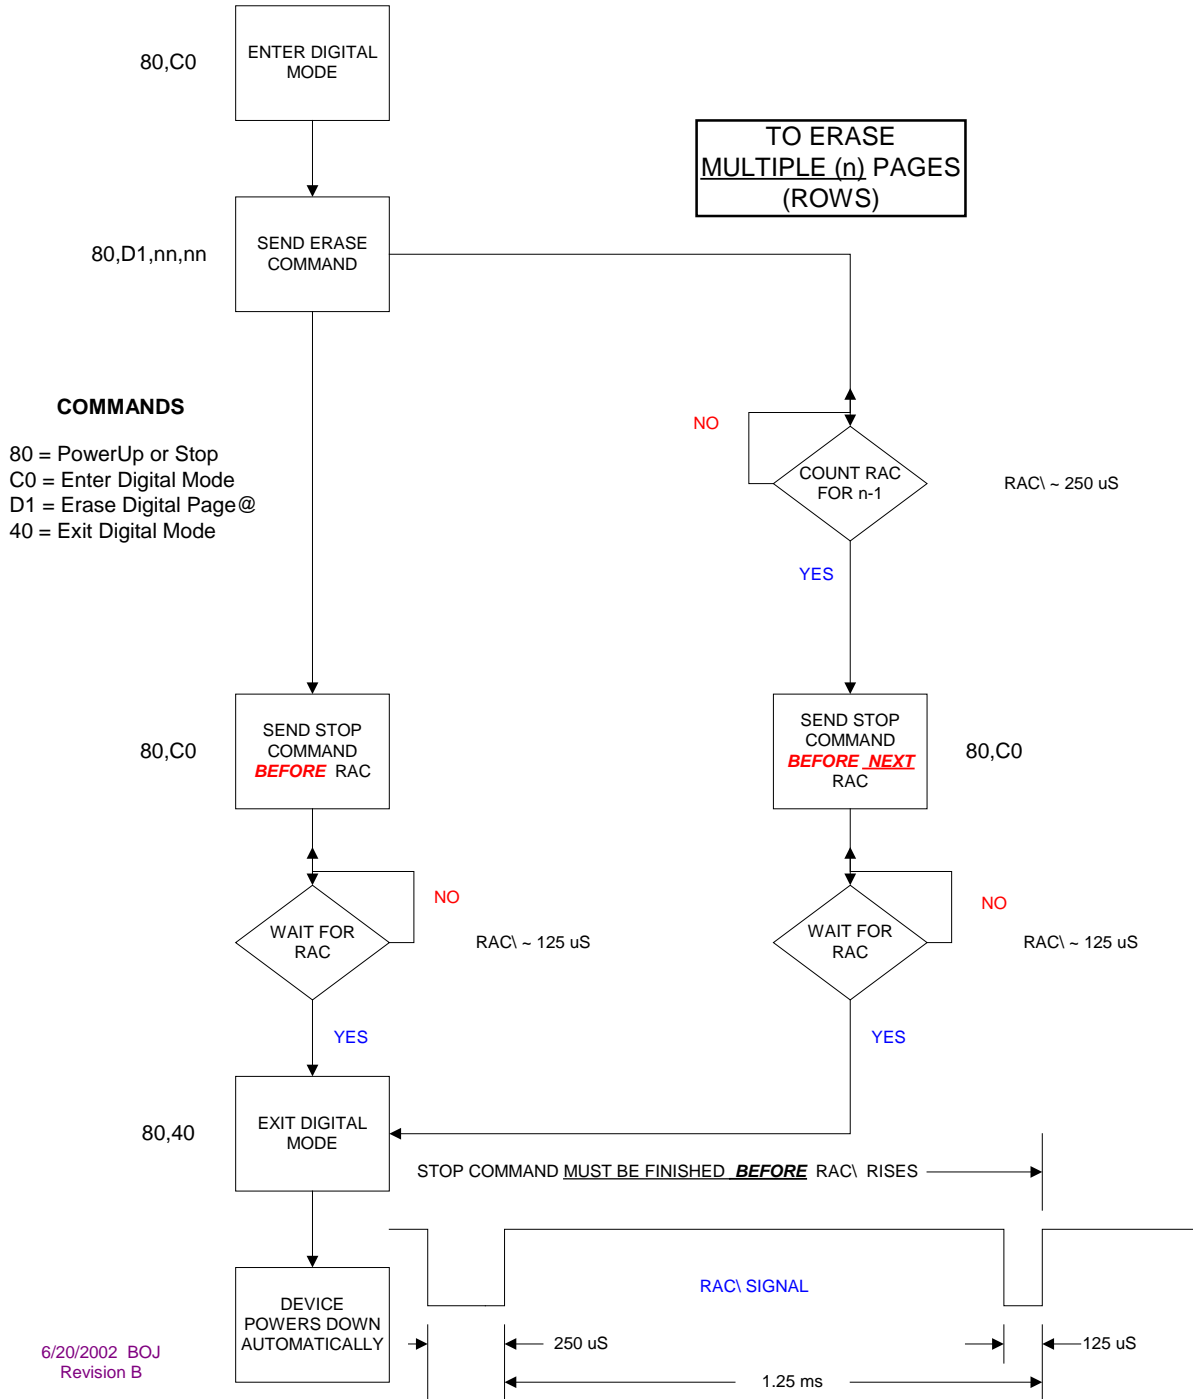 80,C0
ENTER DIGITAL
MODE
TO ERASE
MULTIPLE (n) PAGES
(ROWS)
80,D1,nn,nn
SEND ERASE
COMMAND
COMMANDS
80 = PowerUp or Stop
C0 = Enter Digital Mode
D1 = Erase Digital Page@
40 = Exit Digital Mode
NO
COUNT RAC
FOR n-1
RAC\ ~ 250 uS
YES
80,C0
SEND STOP
COMMAND
BEFORE RAC
SEND STOP
COMMAND
BEFORE NEXT
RAC
80,C0
NO
WAIT FOR
RAC
RAC\ ~ 125 uS
YES
NO
WAIT FOR
RAC
RAC\ ~ 125 uS
YES
80,40
EXIT DIGITAL
MODE
STOP COMMAND MUST BE FINISHED BEFORE RAC\ RISES
RAC\ SIGNAL
DEVICE
POWERS DOWN
AUTOMATICALLY
250 uS
125 uS
1.25 ms
6/20/2002 BOJ
Revision B